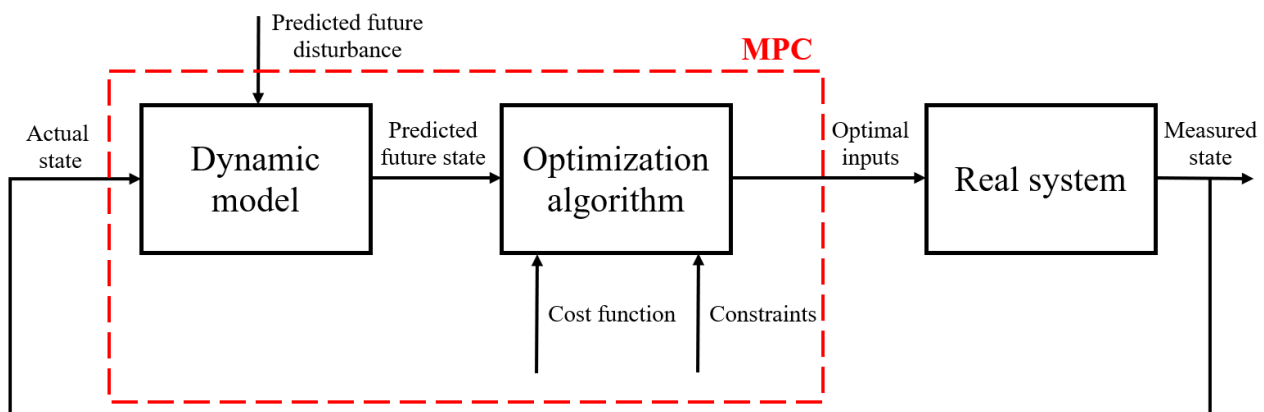 Predicted future
disturbance
MPC
Actual
state
Dynamic
model
Predicted
future state
Optimization
algorithm
Optimal
inputs
Real system
Measured
state
Cost function
Constraints